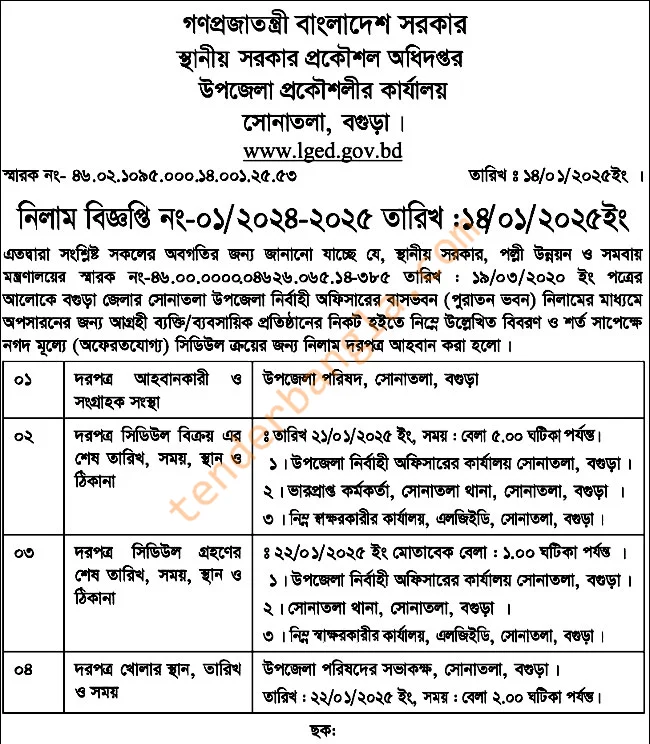 গণপ্রজাতন্ত্রী বাংলাদেশ সরকার
স্থানীয় সরকার প্রকৌশল অধিদপ্তর
উপজেলা প্রকৌশলীর কার্যালয়
সোনাতলা, বগুড়া ।
www.lged.gov.bd
স্মারক নং- ৪৬.০২.১০৯৫.০০০.১৪.০০১.২৫.৫৩ তারিখ ঃ ১৪/০১/২০২৫ইং ।
নিলাম বিজ্ঞপ্তি নং-০১/২০২৪-২০২৫ তারিখ :১৪/০১/২০২৫ইং
এতদ্বারা সংশ্লিষ্ট সকলের অবগতির জন্য জানানো যাচ্ছে যে, স্থানীয় সরকার, পল্লী উন্নয়ন ও সমবায়
মন্ত্রণালয়ের স্মারক নং-৪৬.০০.০০০০.০৪৬২৬.০৬৫.১৪-৩৮৫ তারিখ : ১৯/০৩/২০২০ ইং পত্রের
আলোকে বগুড়া জেলার সোনাতলা উপজেলা নির্বাহী অফিসারের বাসভবন (পুরাতন ভবন) নিলামের মাধ্যমে
অপসারনের জন্য আগ্রহী ব্যক্তি/ব্যবসায়িক প্রতিষ্ঠানের নিকট হইতে নিম্নে উল্লেখিত বিবরণ ও শর্ত সাপেক্ষে
নগদ মূল্যে (অফেরতযোগ্য) সিডিউল ক্রয়ের জন্য নিলাম দরপত্র আহবান করা হলো ।
০১ দরপত্র আহবানকারী ও উপজেলা পরিষদ, সোনাতলা, বগুড়া
সংগ্রাহক সংস্থা
০২ দরপত্র সিডিউল বিক্রয় এর ঃ তারিখ ২১/০১/২০২৫ ইং, সময় : বেলা ৫.০০ ঘটিকা পর্যন্ত।
শেষ তারিখ, সময়, স্থান ও ১ । উপজেলা নির্বাহী অফিসারের কার্যালয় সোনাতলা, বগুড়া ।
ঠিকানা ২ । ভারপ্রাপ্ত কর্মকর্তা, সোনাতলা থানা, সোনাতলা, বগুড়া ।
৩ । নিম্ন স্বাক্ষরকারীর কার্যালয়, এলজিইডি, সোনাতলা, বগুড়া।
০৩ দরপত্র সিডিউল গ্রহণের ঃ ২২/০১/২০২৫ ইং মোতাবেক বেলা : ১.০০ ঘটিকা পর্যন্ত ।
শেষ তারিখ, সময়, স্থান ও ১ । উপজেলা নির্বাহী অফিসারের কার্যালয় সোনাতলা, বগুড়া ।
ঠিকানা ২ । সোনাতলা থানা, সোনাতলা, বগুড়া ।
৩ । নিম্ন স্বাক্ষরকারীর কার্যালয়, এলজিইডি, সোনাতলা, বগুড়া ।
০৪ দরপত্র খোলার স্থান, তারিখ উপজেলা পরিষদের সভাকক্ষ, সোনাতলা, বগুড়া ।
ও সময় তারিখ : ২২/০১/২০২৫ ইং, সময় : বেলা ২.০০ ঘটিকা পর্যন্ত।
ছক:
tenderbangla.com